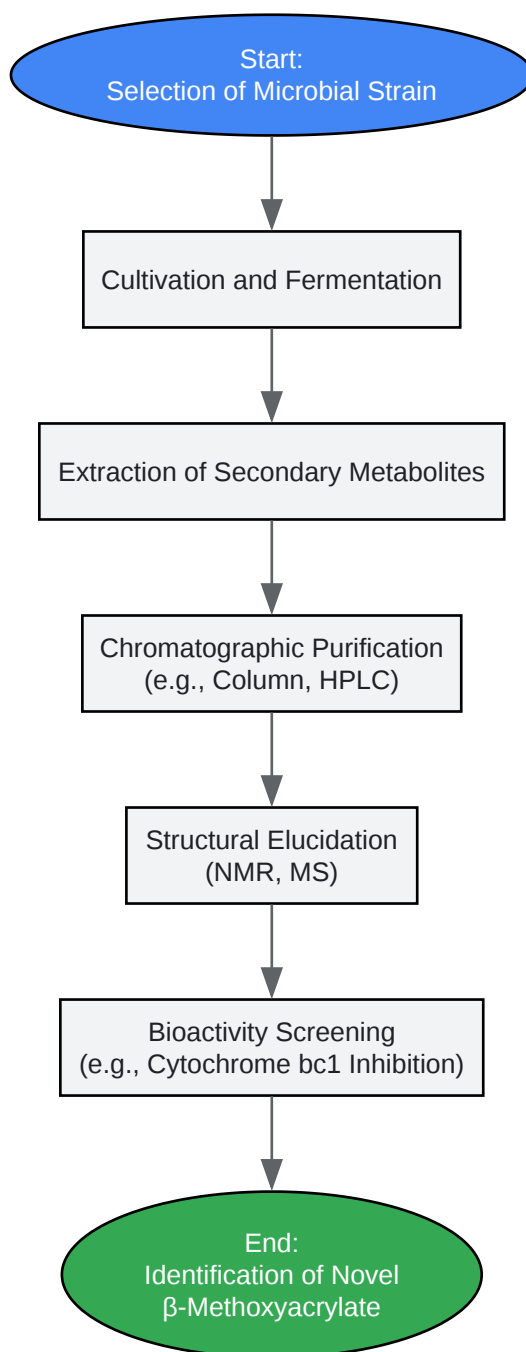 Start:
Selection of Microbial Strain
Cultivation and Fermentation
Extraction of Secondary Metabolites
Chromatographic Purification
(e.g., Column, HPLC)
Structural Elucidation
(NMR, MS)
Bioactivity Screening
(e.g., Cytochrome bc1 Inhibition)
End:
Identification of Novel
β-Methoxyacrylate